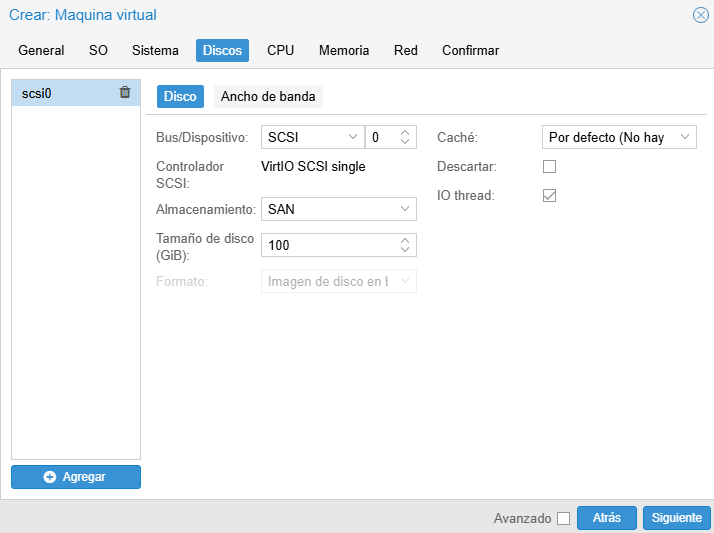 Crear: Maquina virtual
General SO Sistema Discos CPU Memoria Red Confirmar
scsi0
Disco Ancho de banda
Bus/Dispositivo: SCSI 0 Caché: Por defecto (No hay
Controlador SCSI: VirtIO SCSI single Descartar:
IO thread:
Almacenamiento: SAN
Tamaño de disco (GiB): 100
Formato: Imagen de disco en b
Agregar
Avanzado Atrás Siguiente